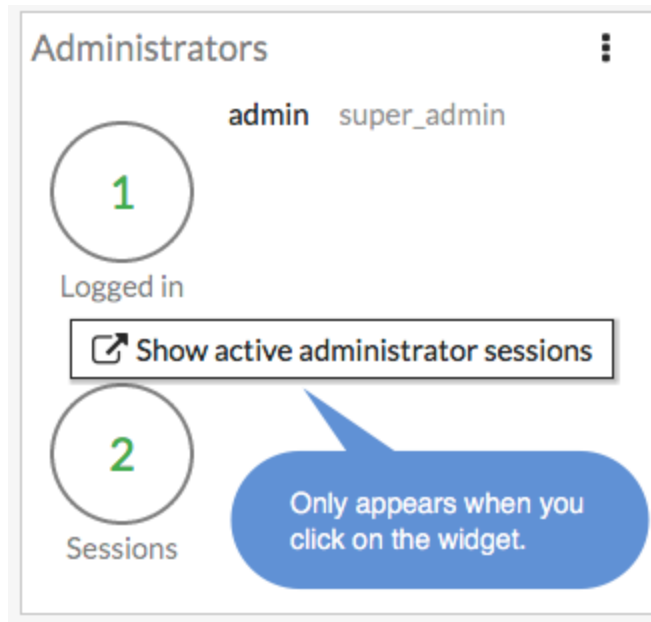 Administrators
admin super_admin
1
Logged in
Show active administrator sessions
2
Sessions
Only appears when you
click on the widget.